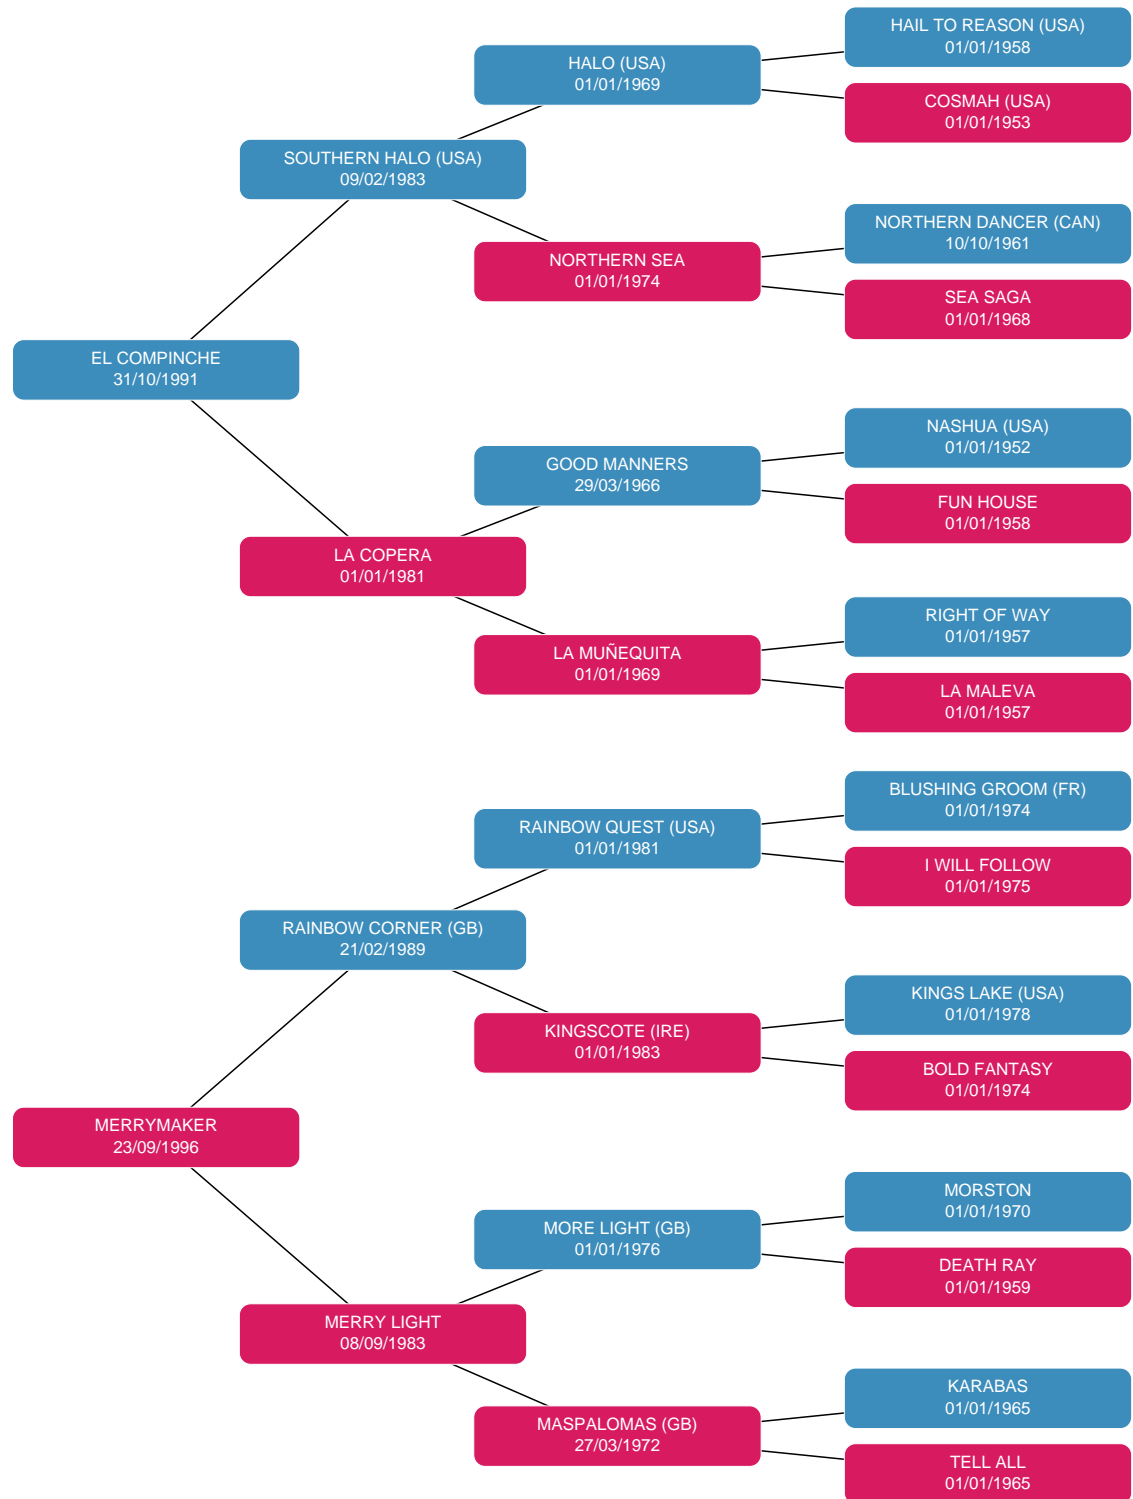 HAIL TO REASON (USA)
01/01/1958
HALO (USA)
01/01/1969
COSMAH (USA)
01/01/1953
SOUTHERN HALO (USA)
09/02/1983
NORTHERN DANCER (CAN)
10/10/1961
NORTHERN SEA
01/01/1974
SEA SAGA
01/01/1968
EL COMPINCHE
31/10/1991
NASHUA (USA)
01/01/1952
GOOD MANNERS
29/03/1966
FUN HOUSE
01/01/1958
LA COPERA
01/01/1981
RIGHT OF WAY
01/01/1957
LA MUÑEQUITA
01/01/1969
LA MALEVA
01/01/1957
BLUSHING GROOM (FR)
01/01/1974
RAINBOW QUEST (USA)
01/01/1981
I WILL FOLLOW
01/01/1975
RAINBOW CORNER (GB)
21/02/1989
KINGS LAKE (USA)
01/01/1978
KINGSCOTE (IRE)
01/01/1983
BOLD FANTASY
01/01/1974
MERRYMAKER
23/09/1996
MORSTON
01/01/1970
MORE LIGHT (GB)
01/01/1976
DEATH RAY
01/01/1959
MERRY LIGHT
08/09/1983
KARABAS
01/01/1965
MASPALOMAS (GB)
27/03/1972
TELL ALL
01/01/1965